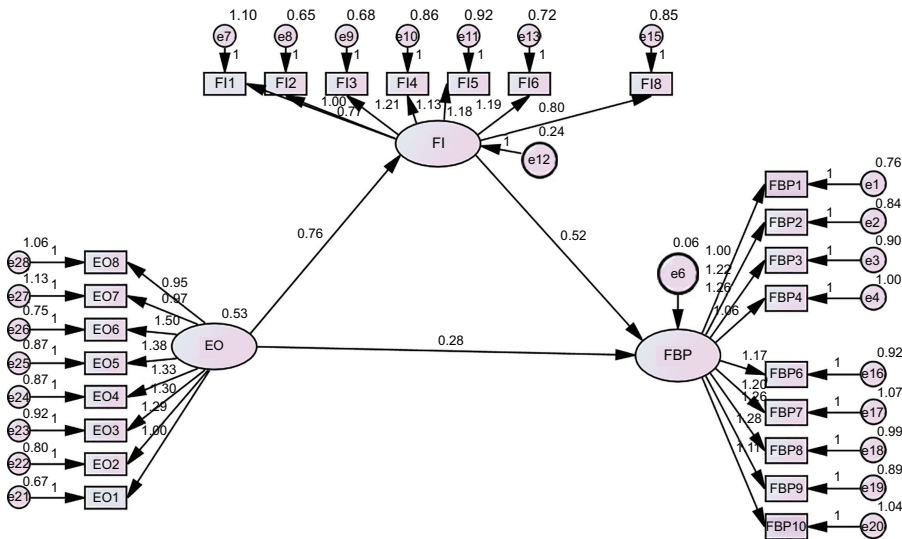 1.10 0.65 0.68 0.86 0.92 0.72 0.85
e7 e8 e9 e10 e11 e13 e15
1 1 1 1 1 1 1
FI1 FI2 FI3 FI4 FI5 FI6 FI8
1.00 0.77 1.21 1.13 1.18 1.19 0.80
FI
1
0.24
e12
0.76
0.52
0.28
1.06
e28 1 EO8
1.13
e27 1 EO7
0.75
e26 1 EO6
0.87
e25 1 EO5
0.87
e24 1 EO4
0.92
e23 1 EO3
0.80
e22 1 EO2
0.67
e21 1 EO1
0.95
0.97
1.50
1.38
1.33
1.30
1.29
1.00
0.53
EO
0.06
e6
FBP
1.00
1.22
1.26
1.06
1.17
1.20
1.26
1.28
1.11
0.76
FBP1 1 e1
0.84
FBP2 1 e2
0.90
FBP3 1 e3
1.00
FBP4 1 e4
0.92
FBP6 1 e16
1.07
FBP7 1 e17
0.99
FBP8 1 e18
0.89
FBP9 1 e19
1.04
FBP10 1 e20